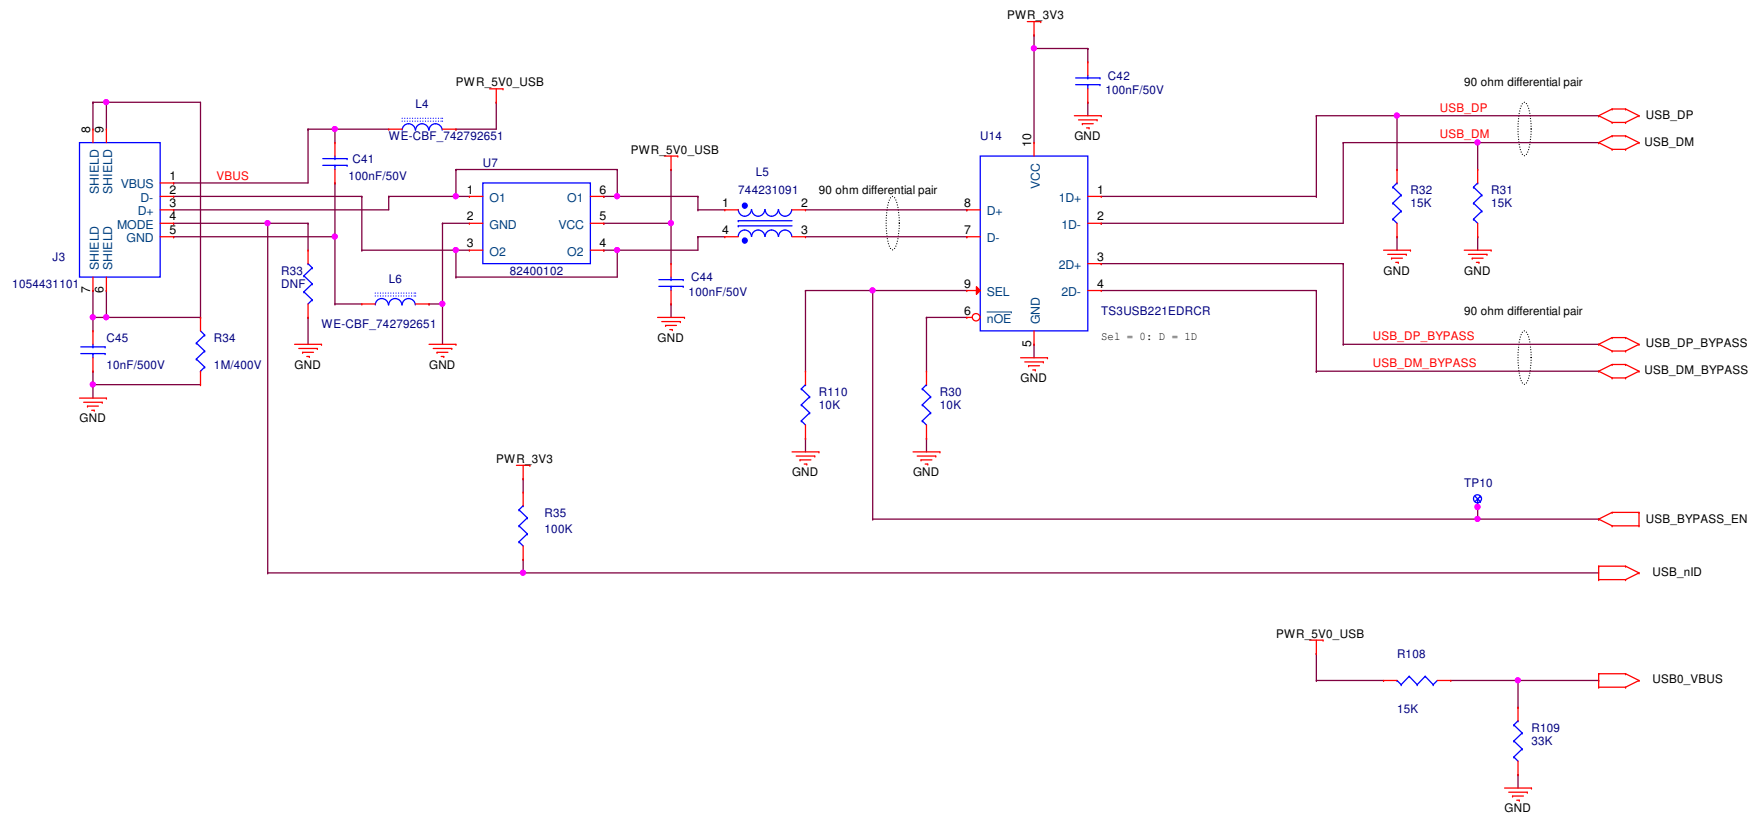 PWR_3V3
C42
100nF/50V
GND
90 ohm differential pair
USB_DP
USB_DP
USB_DM
USB_DM
PWR_5V0_USB
L4
WE-CBF_742792651
8
9
SHIELD
SHIELD
VBUS
D-
D+
MODE
GND
SHIELD
SHIELD
7
6
1
2
3
4
5
VBUS
J3
1054431101
C41
100nF/50V
U7
1
2
3
O1
GND
O2
O1
VCC
O2
6
5
4
82400102
PWR_5V0_USB
C44
100nF/50V
GND
L5
744231091
1
2
4
3
90 ohm differential pair
U14
10
VCC
8
D+
7
D-
9
SEL
6
nOE
GND
5
1D+
1
1D-
2
2D+
3
2D-
4
TS3USB221EDRCR
Sel = 0: D = 1D
GND
R32
15K
GND
R31
15K
GND
90 ohm differential pair
USB_DP_BYPASS
USB_DP_BYPASS
USB_DM_BYPASS
USB_DM_BYPASS
R33
DNF
GND
L6
WE-CBF_742792651
GND
C45
10nF/500V
R34
1M/400V
GND
R110
10K
GND
R30
10K
GND
PWR_3V3
R35
100K
TP10
USB_BYPASS_EN
USB_nID
PWR_5V0_USB
R108
15K
USB0_VBUS
R109
33K
GND